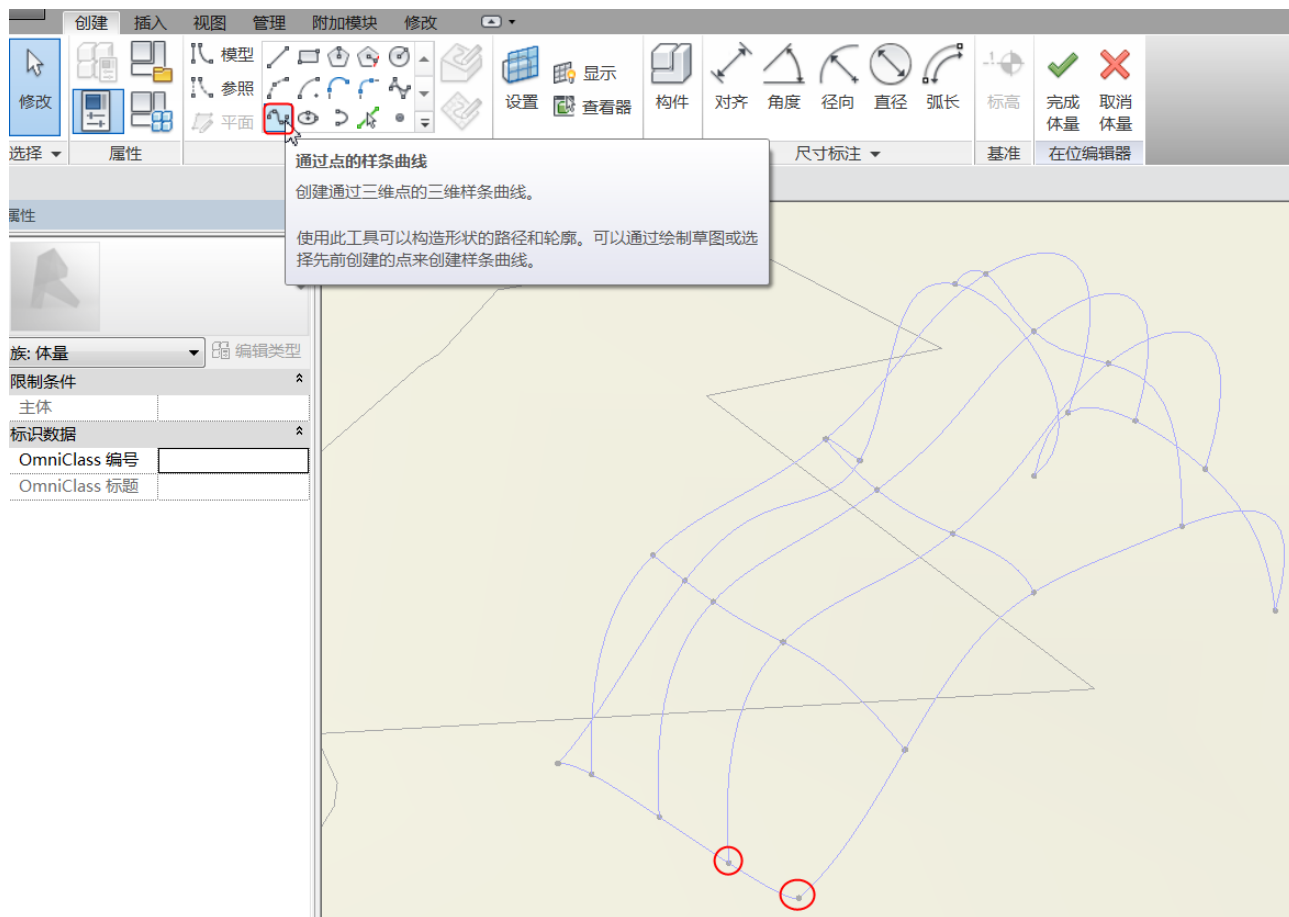 创建 插入 视图 管理 附加模块 修改
模型
参照
平面
修改
设置
显示
查看器
构件
对齐 角度 径向 直径 弧长
标高
完成
体量
取消
体量
选择 属性 尺寸标注 基准 在位编辑器
通过点的样条曲线
创建通过三维点的三维样条曲线。
使用此工具可以构造形状的路径和轮廓。可以通过绘制草图或选
择先前创建的点来创建样条曲线。
属性
族: 体量 编辑类型
限制条件
主体
标识数据
OmniClass 编号
OmniClass 标题